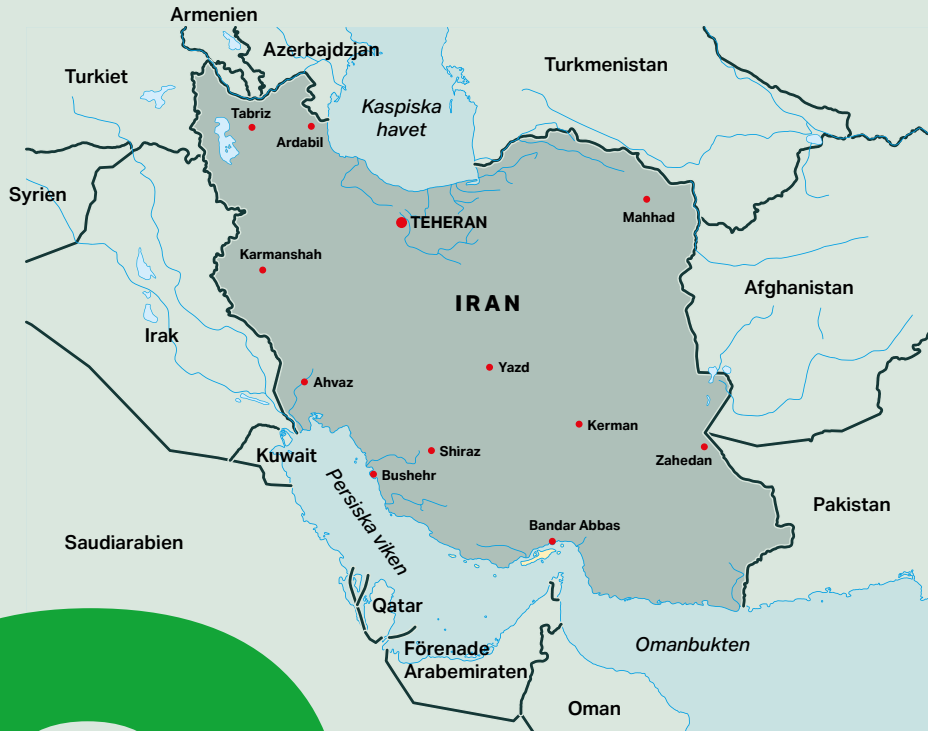 Armenien
Azerbajdzjan
Turkiet
Turkmenistan
Kaspiska
havet
Tabriz
Ardabil
Syrien
Mahhad
TEHERAN
Karmanshah
Afghanistan
IRAN
Irak
Yazd
Ahvaz
Kerman
Kuwait
Shiraz
Zahedan
Bushehr
Persiska viken
Pakistan
Bandar Abbas
Saudiarabien
Qatar
Förenade
Arabemiraten
Omanbukten
Oman